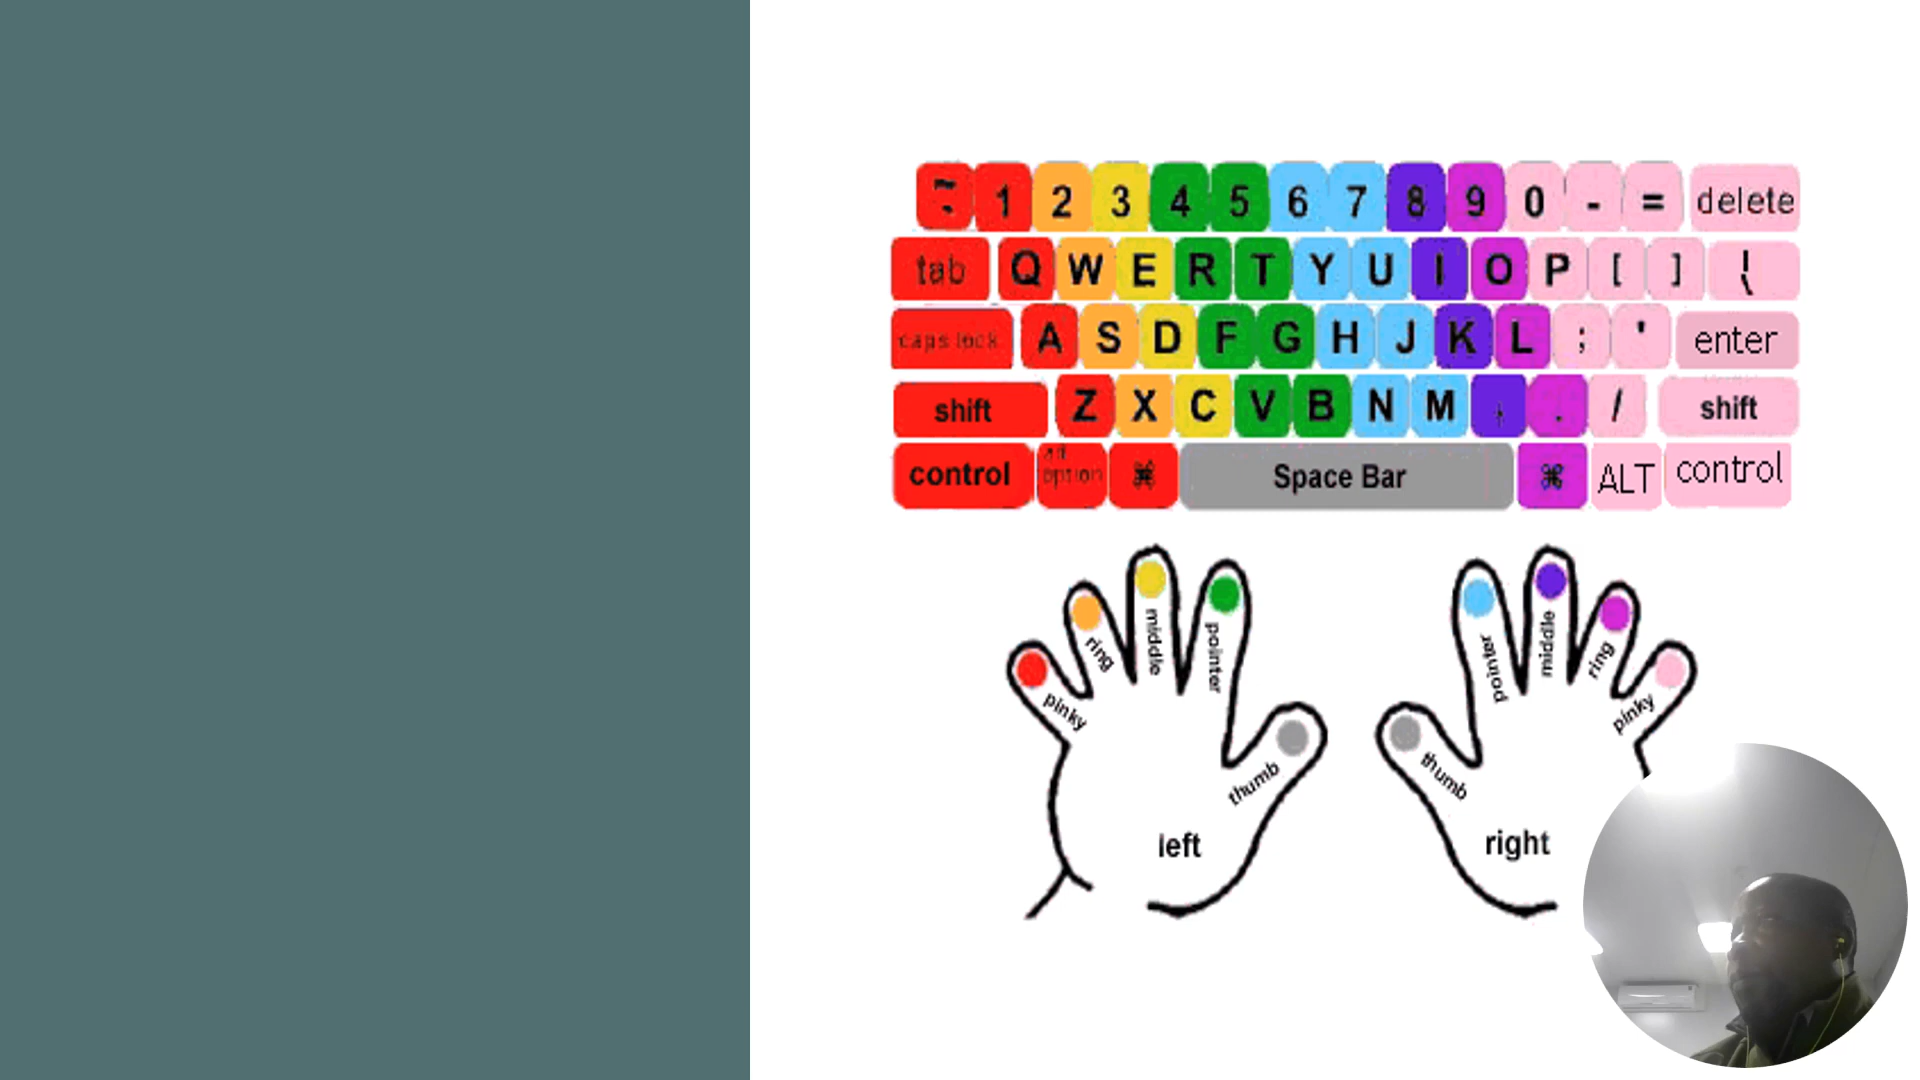 ~ 1 2 3 4 5 6 7 8 9 0 - = delete
tab Q W E R T Y U I O P [ ] \
caps lock A S D F G H J K L ; ' enter
shift Z X C V B N M , . / shift
control alt option ⌘ Space Bar ⌘ ALT control
pinky ring middle pointer thumb
left
thumb pointer middle ring pinky
right